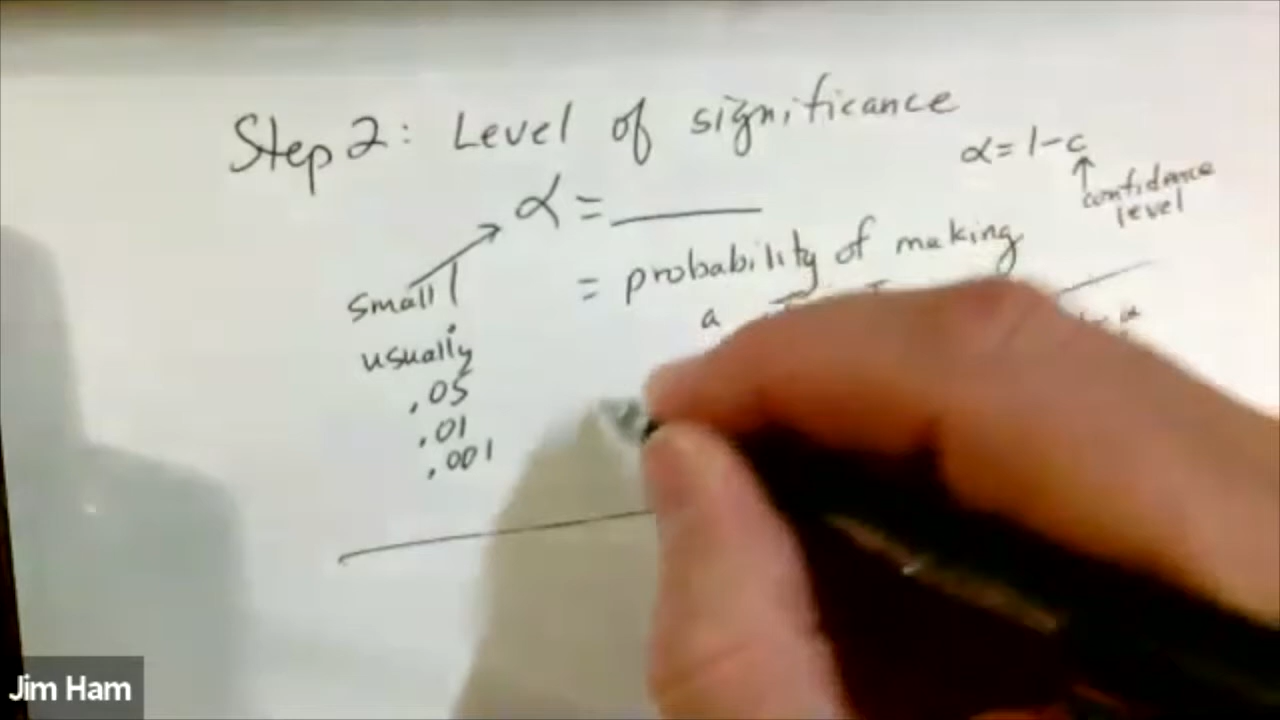 Step 2: Level of significance
α = 1-c
confidence
level
α = ____
= probability of making
a
small
usually
.05
.01
.001
Jim Ham